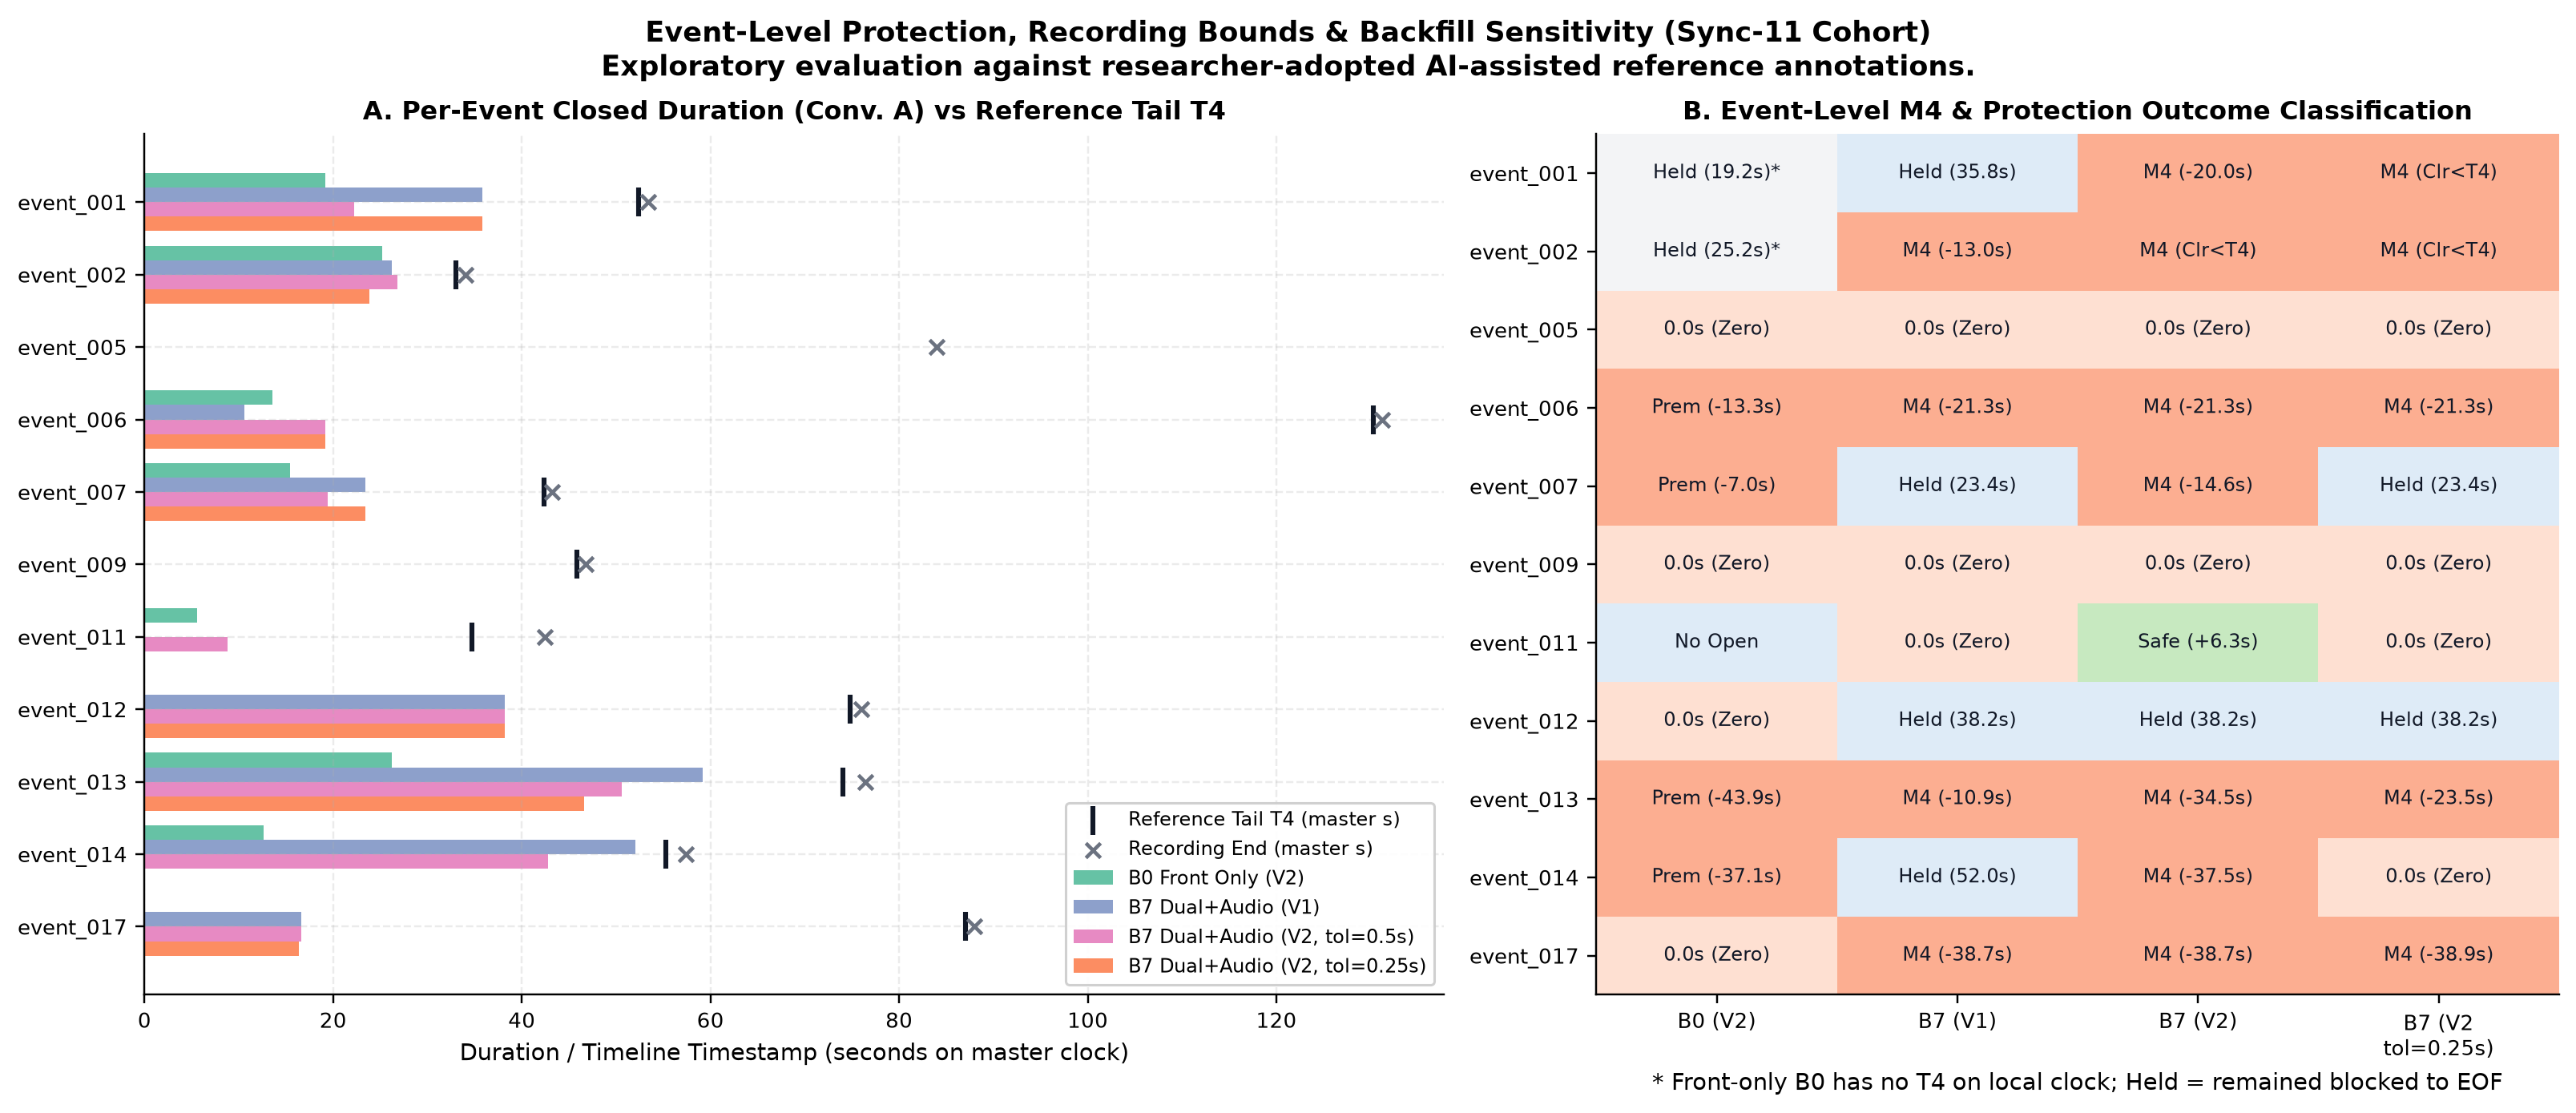 Event-Level Protection, Recording Bounds & Backfill Sensitivity (Sync-11 Cohort)
Exploratory evaluation against researcher-adopted AI-assisted reference annotations.
A. Per-Event Closed Duration (Conv. A) vs Reference Tail T4
event_001
event_002
event_005
event_006
event_007
event_009
event_011
event_012
event_013
event_014
event_017
0 20 40 60 80 100 120
Duration / Timeline Timestamp (seconds on master clock)
Reference Tail T4 (master s)
Recording End (master s)
B0 Front Only (V2)
B7 Dual+Audio (V1)
B7 Dual+Audio (V2, tol=0.5s)
B7 Dual+Audio (V2, tol=0.25s)
B. Event-Level M4 & Protection Outcome Classification
event_001 Held (19.2s)* Held (35.8s) M4 (-20.0s) M4 (Clr<T4)
event_002 Held (25.2s)* M4 (-13.0s) M4 (Clr<T4) M4 (Clr<T4)
event_005 0.0s (Zero) 0.0s (Zero) 0.0s (Zero) 0.0s (Zero)
event_006 Prem (-13.3s) M4 (-21.3s) M4 (-21.3s) M4 (-21.3s)
event_007 Prem (-7.0s) Held (23.4s) M4 (-14.6s) Held (23.4s)
event_009 0.0s (Zero) 0.0s (Zero) 0.0s (Zero) 0.0s (Zero)
event_011 No Open 0.0s (Zero) Safe (+6.3s) 0.0s (Zero)
event_012 0.0s (Zero) Held (38.2s) Held (38.2s) Held (38.2s)
event_013 Prem (-43.9s) M4 (-10.9s) M4 (-34.5s) M4 (-23.5s)
event_014 Prem (-37.1s) Held (52.0s) M4 (-37.5s) 0.0s (Zero)
event_017 0.0s (Zero) M4 (-38.7s) M4 (-38.7s) M4 (-38.9s)
B0 (V2) B7 (V1) B7 (V2) B7 (V2
tol=0.25s)
* Front-only B0 has no T4 on local clock; Held = remained blocked to EOF